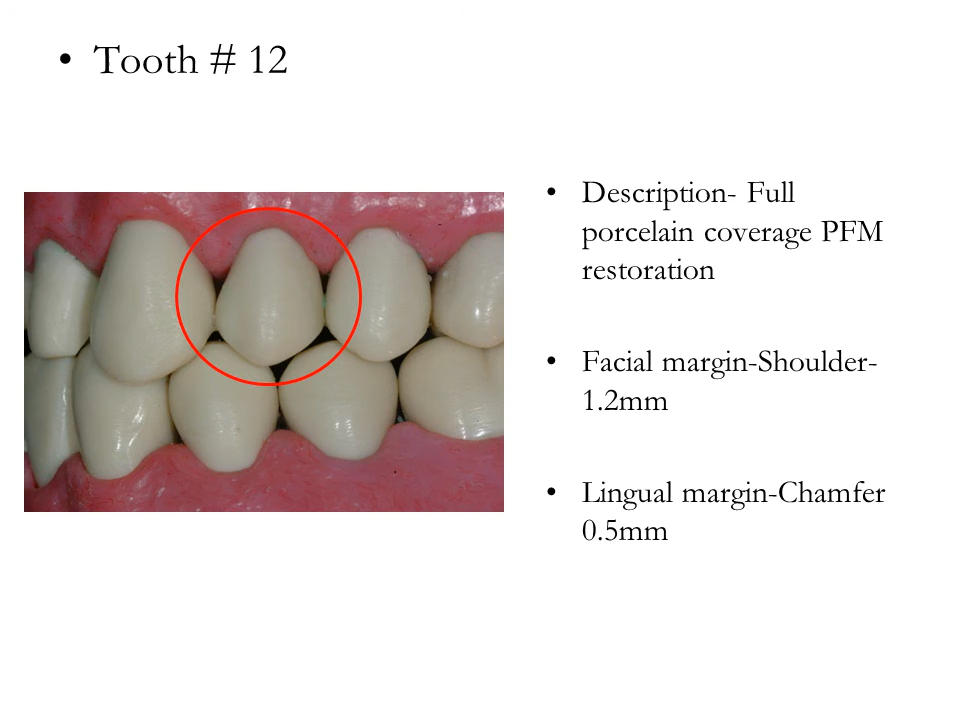 • Tooth # 12
• Description- Full
porcelain coverage PFM
restoration
• Facial margin-Shoulder-
1.2mm
• Lingual margin-Chamfer
0.5mm